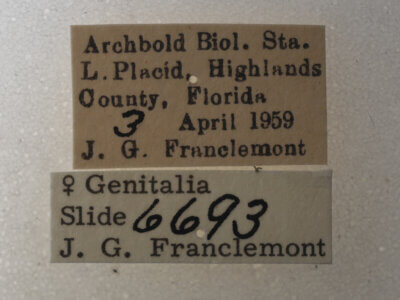 Archbold Biol. Sta.
L. Placid, Highlands
County, Florida
3 April 1959
J. G. Franclemont
♀ Genitalia
Slide 6693
J. G. Franclemont